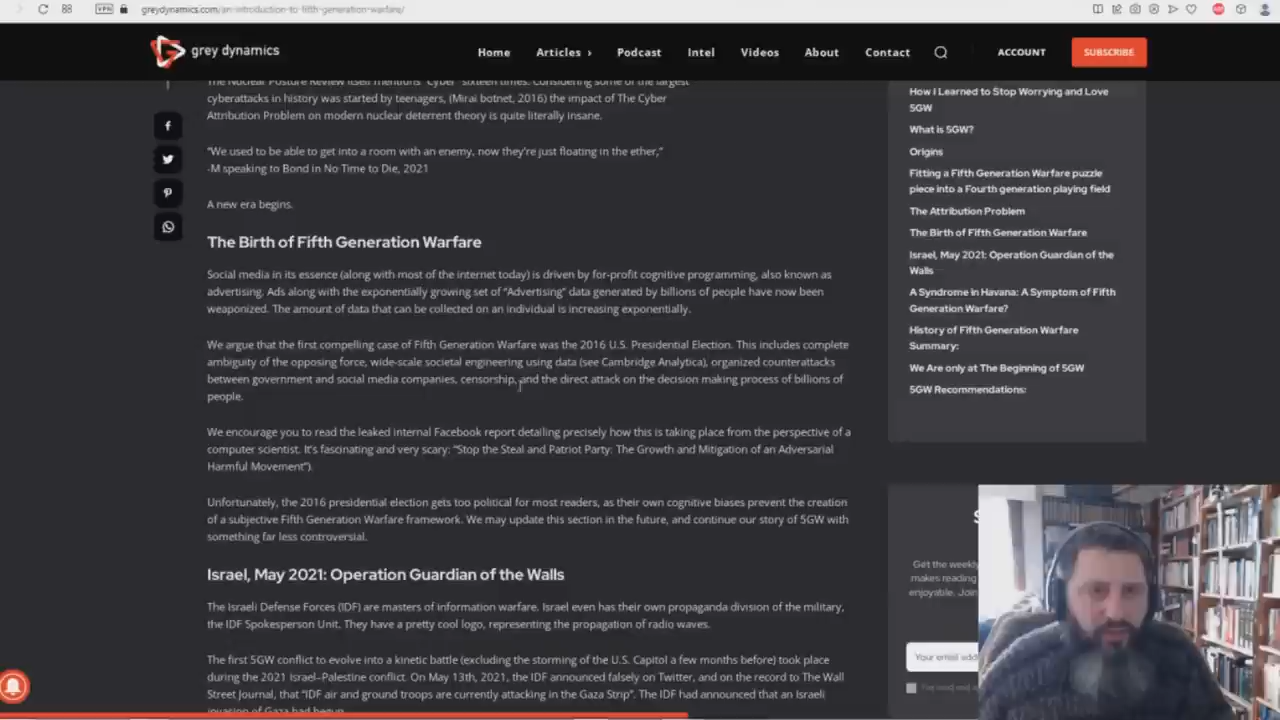 VPN greydynamics.com/an-introduction-to-fifth-generation-warfare/
grey dynamics
Home Articles Podcast Intel Videos About Contact ACCOUNT SUBSCRIBE
The Nuclear Posture Review itself mentions "Cyber" sixteen times. Considering some of the largest
cyberattacks in history was started by teenagers, (Mirai botnet, 2016) the impact of The Cyber
Attribution Problem on modern nuclear deterrent theory is quite literally insane.
"We used to be able to get into a room with an enemy, now they're just floating in the ether,"
-M speaking to Bond in No Time to Die, 2021
A new era begins.
The Birth of Fifth Generation Warfare
Social media in its essence (along with most of the internet today) is driven by for-profit cognitive programming, also known as
advertising. Ads along with the exponentially growing set of "Advertising" data generated by billions of people have now been
weaponized. The amount of data that can be collected on an individual is increasing exponentially.
We argue that the first compelling case of Fifth Generation Warfare was the 2016 U.S. Presidential Election. This includes complete
ambiguity of the opposing force, wide-scale societal engineering using data (see Cambridge Analytica), organized counterattacks
between government and social media companies, censorship, and the direct attack on the decision making process of billions of
people.
We encourage you to read the leaked internal Facebook report detailing precisely how this is taking place from the perspective of a
computer scientist. It's fascinating and very scary: "Stop the Steal and Patriot Party: The Growth and Mitigation of an Adversarial
Harmful Movement").
Unfortunately, the 2016 presidential election gets too political for most readers, as their own cognitive biases prevent the creation
of a subjective Fifth Generation Warfare framework. We may update this section in the future, and continue our story of 5GW with
something far less controversial.
Israel, May 2021: Operation Guardian of the Walls
The Israeli Defense Forces (IDF) are masters of information warfare. Israel even has their own propaganda division of the military,
the IDF Spokesperson Unit. They have a pretty cool logo, representing the propagation of radio waves.
The first 5GW conflict to evolve into a kinetic battle (excluding the storming of the U.S. Capitol a few months before) took place
during the 2021 Israel–Palestine conflict. On May 13th, 2021, the IDF announced falsely on Twitter, and on the record to The Wall
Street Journal, that "IDF air and ground troops are currently attacking in the Gaza Strip". The IDF had announced that an Israeli
invasion of Gaza had begun.
How I Learned to Stop Worrying and Love
5GW
What is 5GW?
Origins
Fitting a Fifth Generation Warfare puzzle
piece into a Fourth generation playing field
The Attribution Problem
The Birth of Fifth Generation Warfare
Israel, May 2021: Operation Guardian of the
Walls
A Syndrome in Havana: A Symptom of Fifth
Generation Warfare?
History of Fifth Generation Warfare
Summary:
We Are only at The Beginning of 5GW
5GW Recommendations:
Get the weekly
makes reading
enjoyable. Join
Your email add